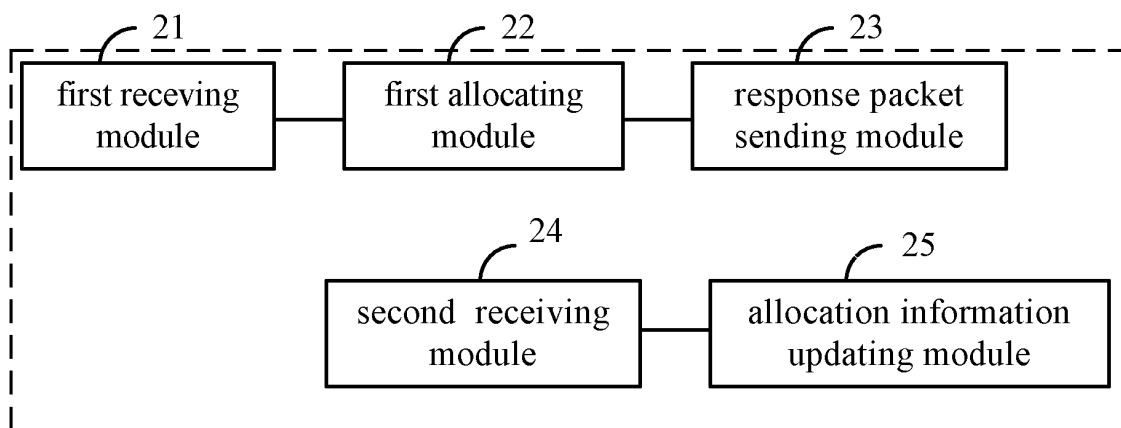 21 22 23
first receving
module
first allocating
module
response packet
sending module
24 25
second receiving
module
allocation information
updating module